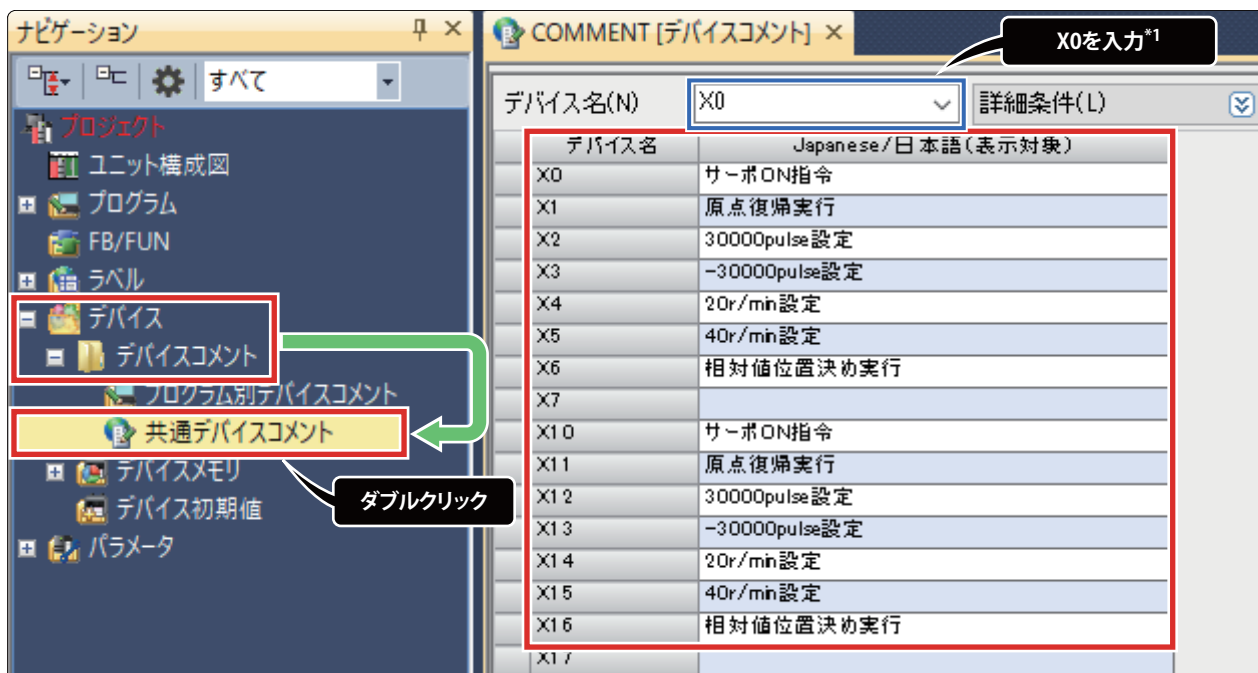 ナビゲーション
すべて
プロジェクト
ユニット構成図
プログラム
FB/FUN
ラベル
デバイス
デバイスコメント
プログラム別デバイスコメント
共通デバイスコメント
デバイスメモリ
デバイス初期値
パラメータ
ダブルクリック
COMMENT [デバイスコメント]
X0を入力*1
デバイス名(N) X0 詳細条件(L)
デバイス名 Japanese/日本語(表示対象)
X0 サーボON指令
X1 原点復帰実行
X2 30000pulse設定
X3 -30000pulse設定
X4 20r/min設定
X5 40r/min設定
X6 相対値位置決め実行
X7
X10 サーボON指令
X11 原点復帰実行
X12 30000pulse設定
X13 -30000pulse設定
X14 20r/min設定
X15 40r/min設定
X16 相対値位置決め実行
X17